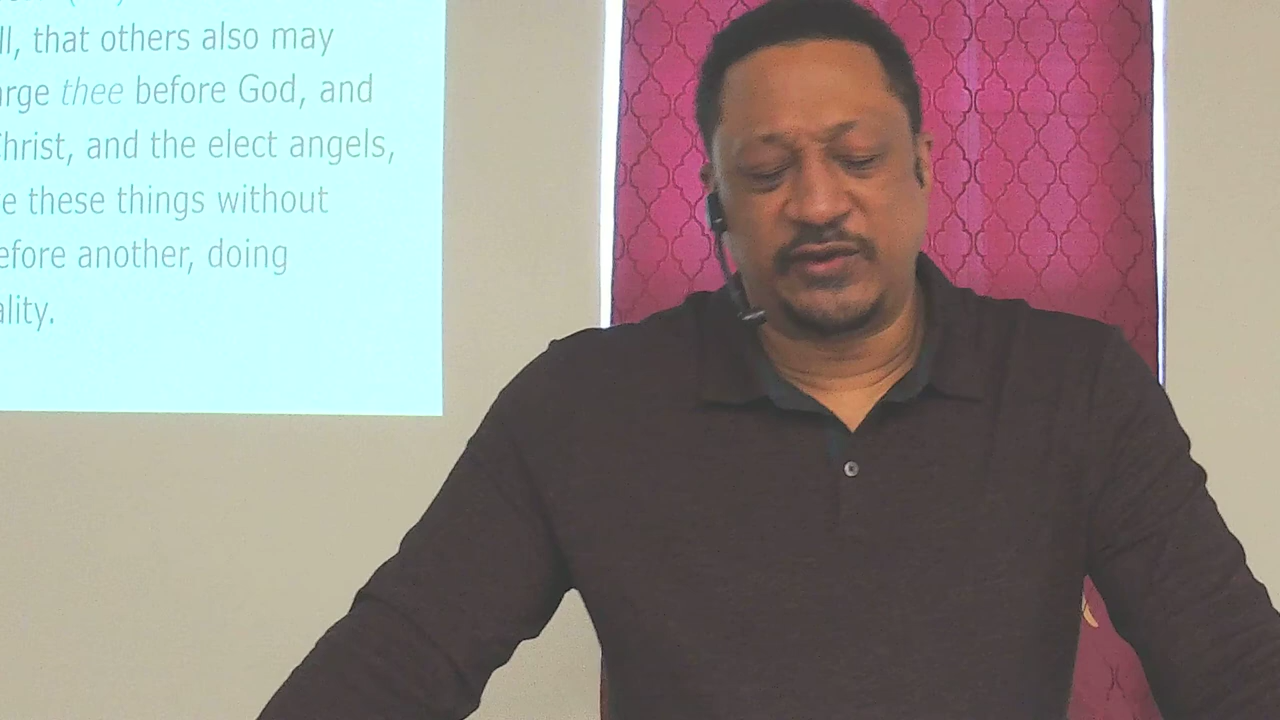 ll, that others also may
arge thee before God, and
Christ, and the elect angels,
e these things without
efore another, doing
ality.